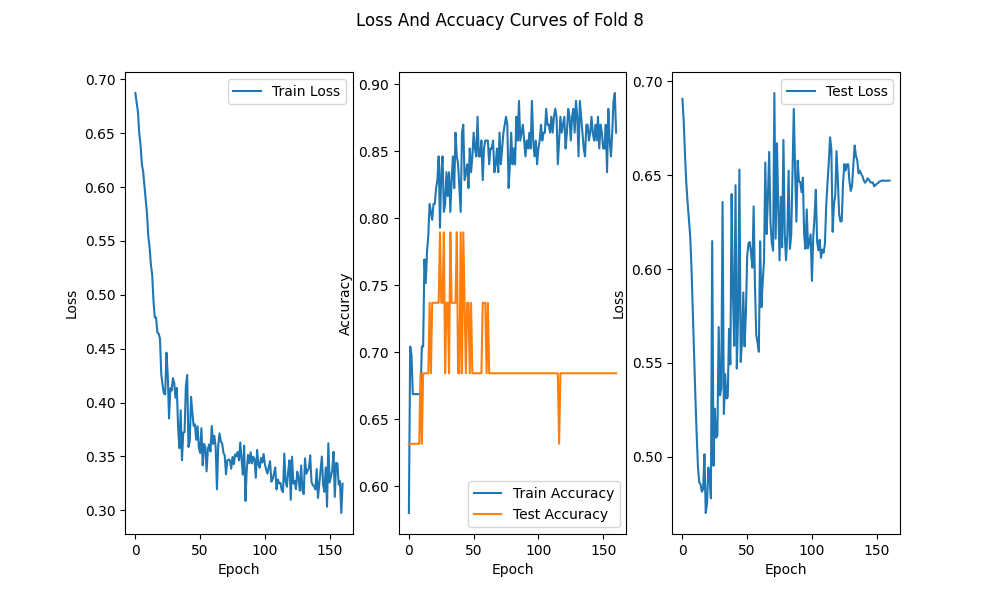 Loss And Accuacy Curves of Fold 8
0.70
0.65
0.60
0.55
0.50
0.45
0.40
0.35
0.30
Loss
Train Loss
0 50 100 150
Epoch
0.90
0.85
0.80
0.75
0.70
0.65
0.60
Accuracy
Train Accuracy
Test Accuracy
0 50 100 150
Epoch
0.70
0.65
0.60
0.55
0.50
Loss
Test Loss
0 50 100 150
Epoch